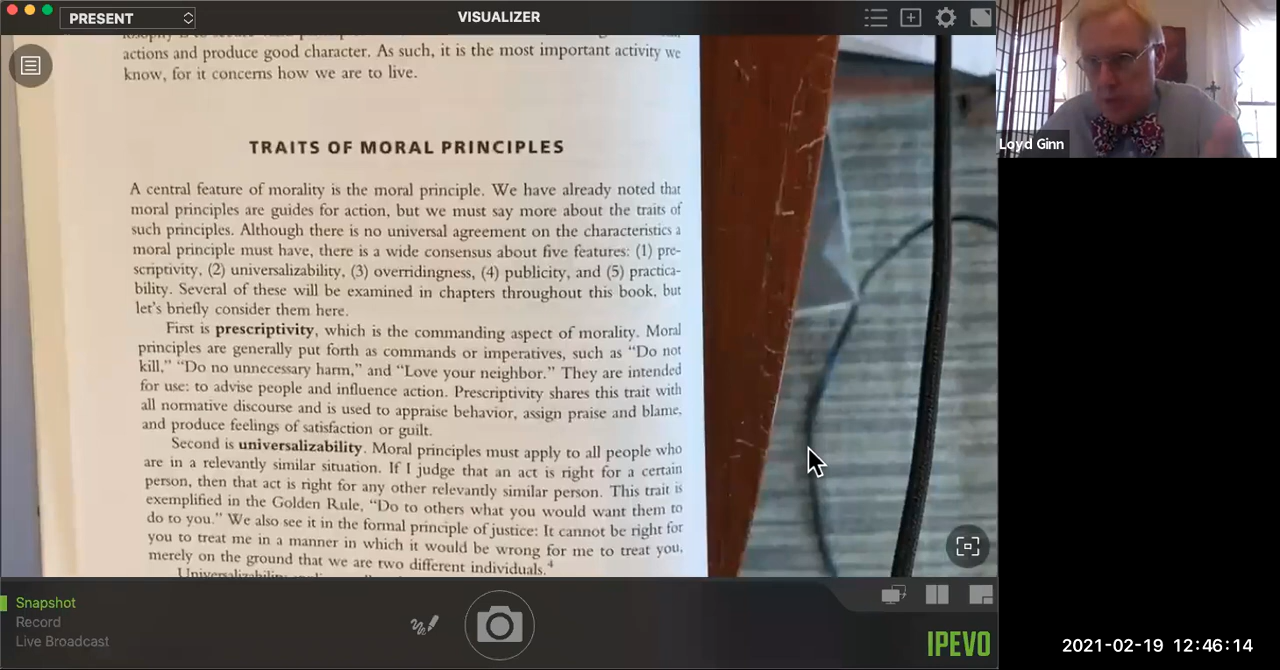 PRESENT
VISUALIZER
actions and produce good character. As such, it is the most important activity we
know, for it concerns how we are to live.
TRAITS OF MORAL PRINCIPLES
A central feature of morality is the moral principle. We have already noted that
moral principles are guides for action, but we must say more about the traits of
such principles. Although there is no universal agreement on the characteristics a
moral principle must have, there is a wide consensus about five features: (1) pre-
scriptivity, (2) universalizability, (3) overridingness, (4) publicity, and (5) practica-
bility. Several of these will be examined in chapters throughout this book, but
let's briefly consider them here.
First is prescriptivity, which is the commanding aspect of morality. Moral
principles are generally put forth as commands or imperatives, such as “Do not
kill,” “Do no unnecessary harm,” and “Love your neighbor.” They are intended
for use: to advise people and influence action. Prescriptivity shares this trait with
all normative discourse and is used to appraise behavior, assign praise and blame,
and produce feelings of satisfaction or guilt.
Second is universalizability. Moral principles must apply to all people who
are in a relevantly similar situation. If I judge that an act is right for a certain
person, then that act is right for any other relevantly similar person. This trait is
exemplified in the Golden Rule, “Do to others what you would want them to
do to you.” We also see it in the formal principle of justice: It cannot be right for
you to treat me in a manner in which it would be wrong for me to treat you,
merely on the ground that we are two different individuals.⁴
Snapshot
Record
Live Broadcast
IPEVO
Loyd Ginn
2021-02-19 12:46:14